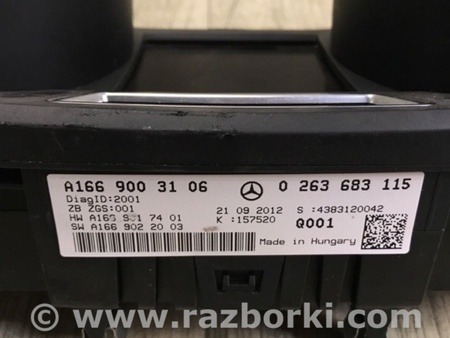 A166 900 31 06 0 263 683 115
DiagID:2001
ZB ZGS:001 21 09 2012 S :4383120042
HW A166 901 74 01 K :157520 Q001
SW A166 902 20 03
Made in Hungary
© www.razborki.com